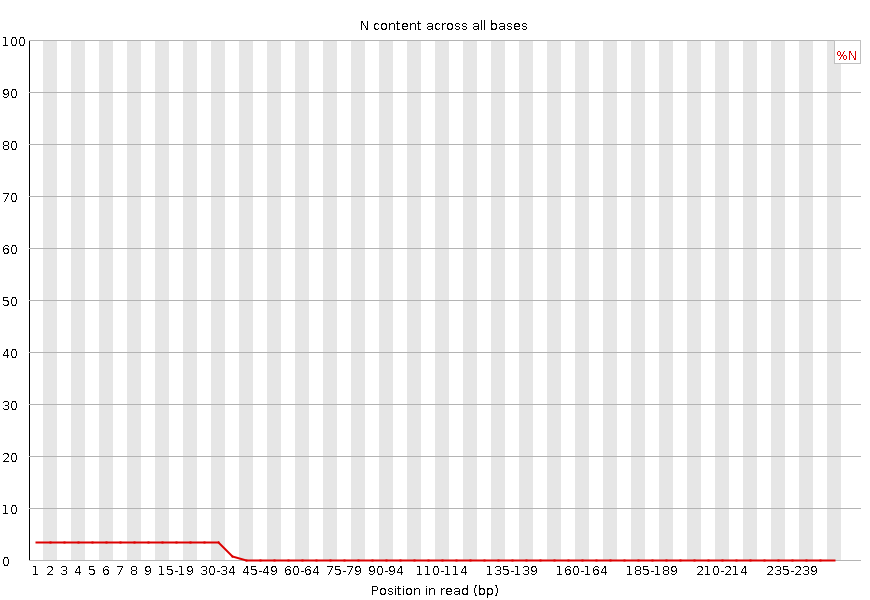 N content across all bases
100
%N
90
80
70
60
50
40
30
20
10
0
1 2 3 4 5 6 7 8 9 15-19 30-34 45-49 60-64 75-79 90-94 110-114 135-139 160-164 185-189 210-214 235-239
Position in read (bp)